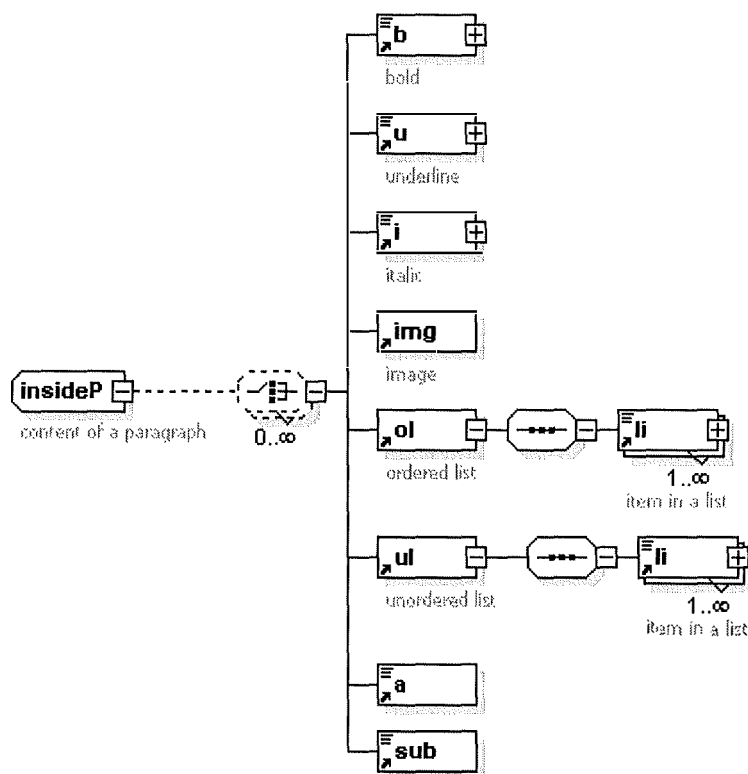 b
bold
u
underline
i
italic
img
image
insideP
content of a paragraph
0..∞
ol
ordered list
li
1..∞
item in a list
ul
unordered list
li
1..∞
item in a list
a
sub